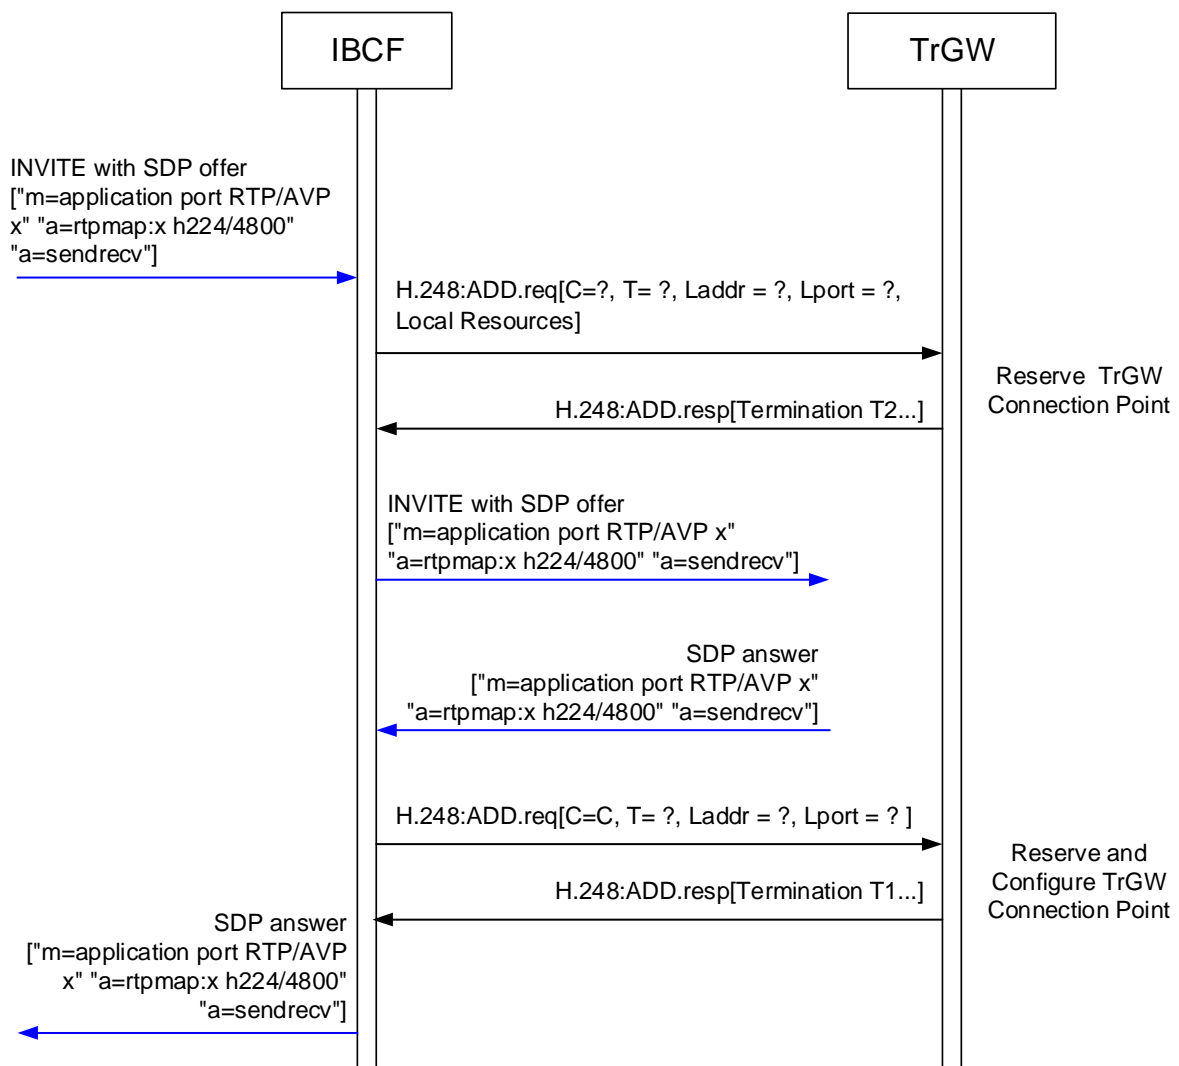 IBCF
TrGW
INVITE with SDP offer
["m=application port RTP/AVP
x" "a=rtpmap:x h224/4800"
"a=sendrecv"]
H.248:ADD.req[C=?, T= ?, Laddr = ?, Lport = ?,
Local Resources]
Reserve TrGW
Connection Point
H.248:ADD.resp[Termination T2...]
INVITE with SDP offer
["m=application port RTP/AVP x"
"a=rtpmap:x h224/4800" "a=sendrecv"]
SDP answer
["m=application port RTP/AVP x"
"a=rtpmap:x h224/4800" "a=sendrecv"]
H.248:ADD.req[C=C, T= ?, Laddr = ?, Lport = ? ]
Reserve and
Configure TrGW
Connection Point
H.248:ADD.resp[Termination T1...]
SDP answer
["m=application port RTP/AVP
x" "a=rtpmap:x h224/4800"
"a=sendrecv"]